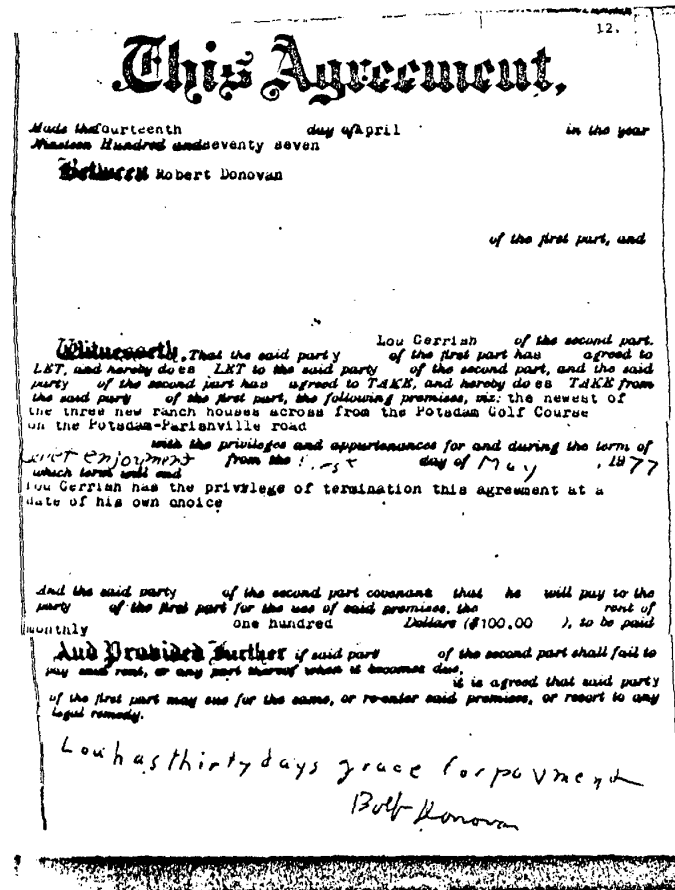 12.
This Agreement,
Made the fourteenth day of April in the year
Nineteen Hundred and seventy seven
Between Robert Donovan
of the first part, and
Lou Gerrish of the second part.
Witnesseth, That the said party of the first part has agreed to
LET, and hereby does LET to the said party of the second part, and the said
party of the second part has agreed to TAKE, and hereby does TAKE from
the said party of the first part, the following premises, viz: the newest of
the three new ranch houses across from the Potsdam Golf Course
on the Potsdam-Parishville road
with the privileges and appurtenances for and during the term of
quiet enjoyment from the First day of May , 1977
which term will end
Lou Gerrish has the privelege of termination this agreement at a
date of his own choice
And the said party of the second part covenant that he will pay to the
party of the first part for the use of said premises, the rent of
monthly one hundred Dollars ($100.00 ), to be paid
And Provided Further if said part of the second part shall fail to
pay said rent, or any part thereof when it becomes due,
it is agreed that said party
of the first part may sue for the same, or re-enter said premises, or resort to any
legal remedy.
Lou has thirty days grace for payment
Bob Donovan